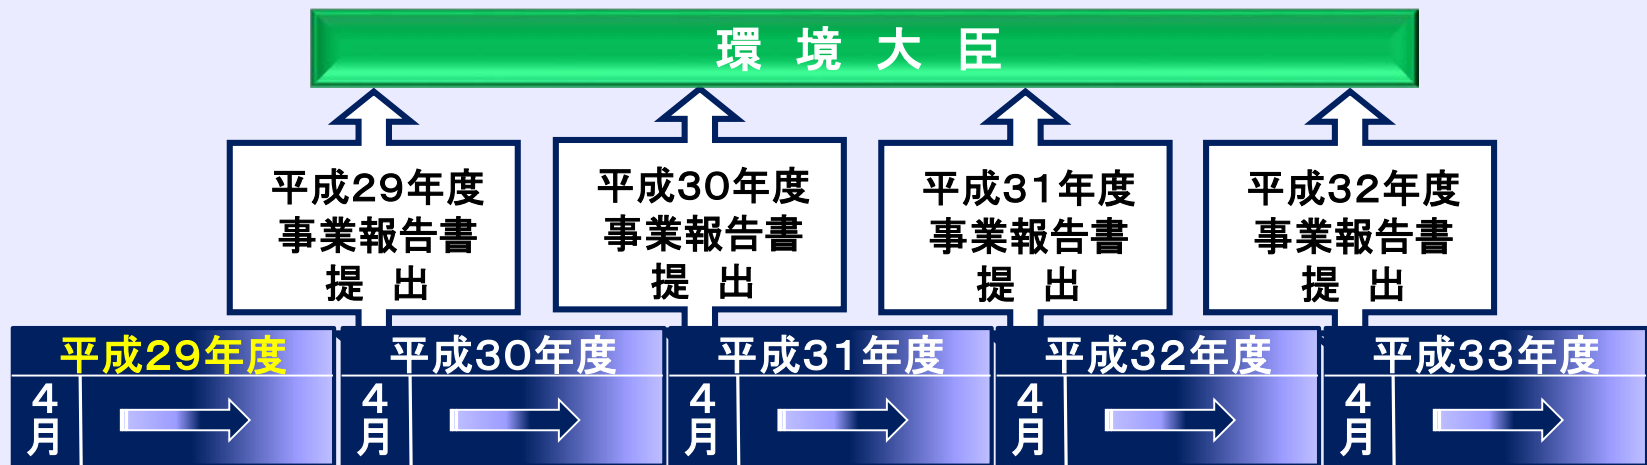 環 境 大 臣
平成29年度
事業報告書
提 出
平成30年度
事業報告書
提 出
平成31年度
事業報告書
提 出
平成32年度
事業報告書
提 出
平成29年度
4月
平成30年度
4月
平成31年度
4月
平成32年度
4月
平成33年度
4月